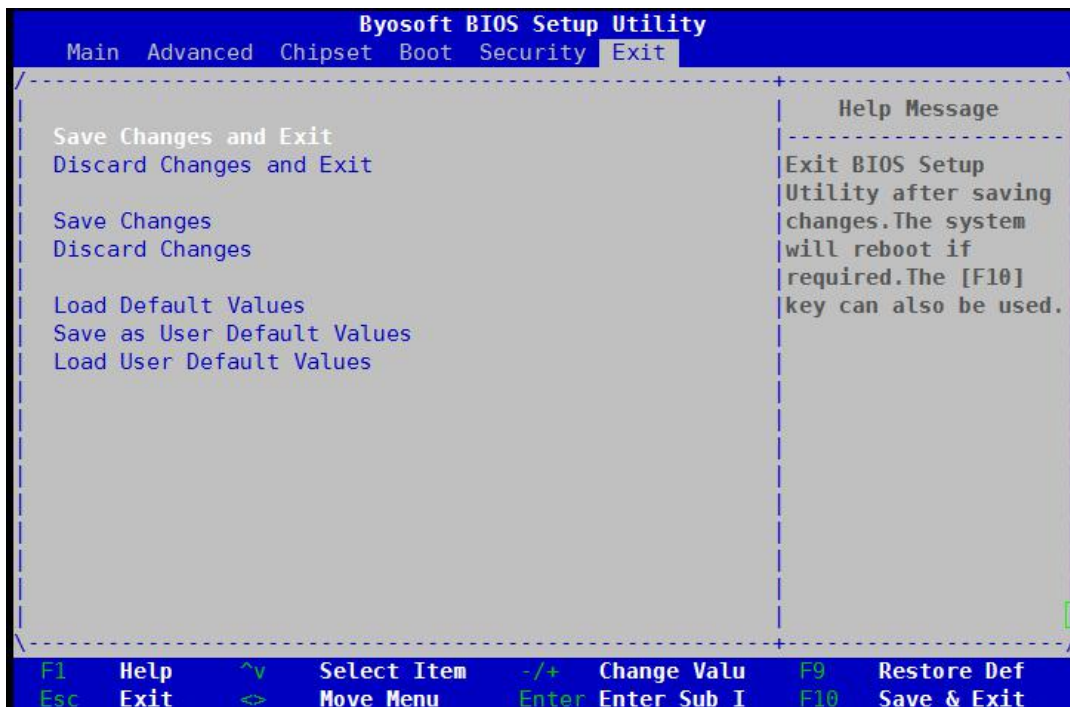 Byosoft BIOS Setup Utility
Main Advanced Chipset Boot Security Exit
Help Message
Save Changes and Exit
Discard Changes and Exit
Save Changes
Discard Changes
Load Default Values
Save as User Default Values
Load User Default Values
Exit BIOS Setup
Utility after saving
changes.The system
will reboot if
required.The [F10]
key can also be used.
F1 Help ^v Select Item -/+ Change Valu F9 Restore Def
Esc Exit <> Move Menu Enter Enter Sub I F10 Save & Exit